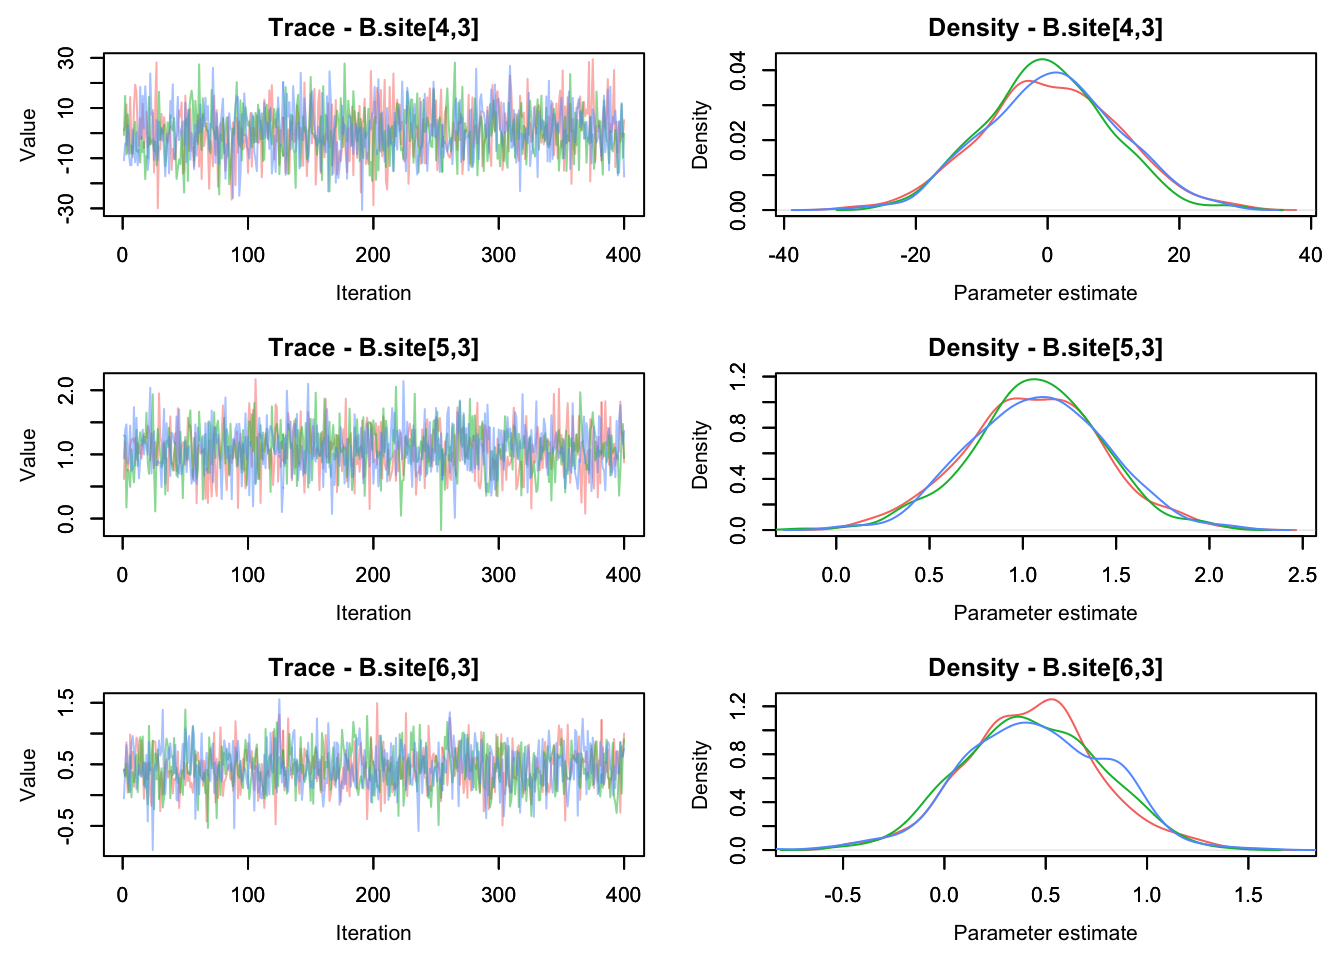 Trace - B.site[4,3]
Value
30
10
-10
-30
0 100 200 300 400
Iteration
Density - B.site[4,3]
Density
0.04
0.02
0.00
-40 -20 0 20 40
Parameter estimate
Trace - B.site[5,3]
Value
2.0
1.0
0.0
0 100 200 300 400
Iteration
Density - B.site[5,3]
Density
1.2
0.8
0.4
0.0
0.0 0.5 1.0 1.5 2.0 2.5
Parameter estimate
Trace - B.site[6,3]
Value
1.5
0.5
-0.5
0 100 200 300 400
Iteration
Density - B.site[6,3]
Density
1.2
0.8
0.4
0.0
-0.5 0.0 0.5 1.0 1.5
Parameter estimate